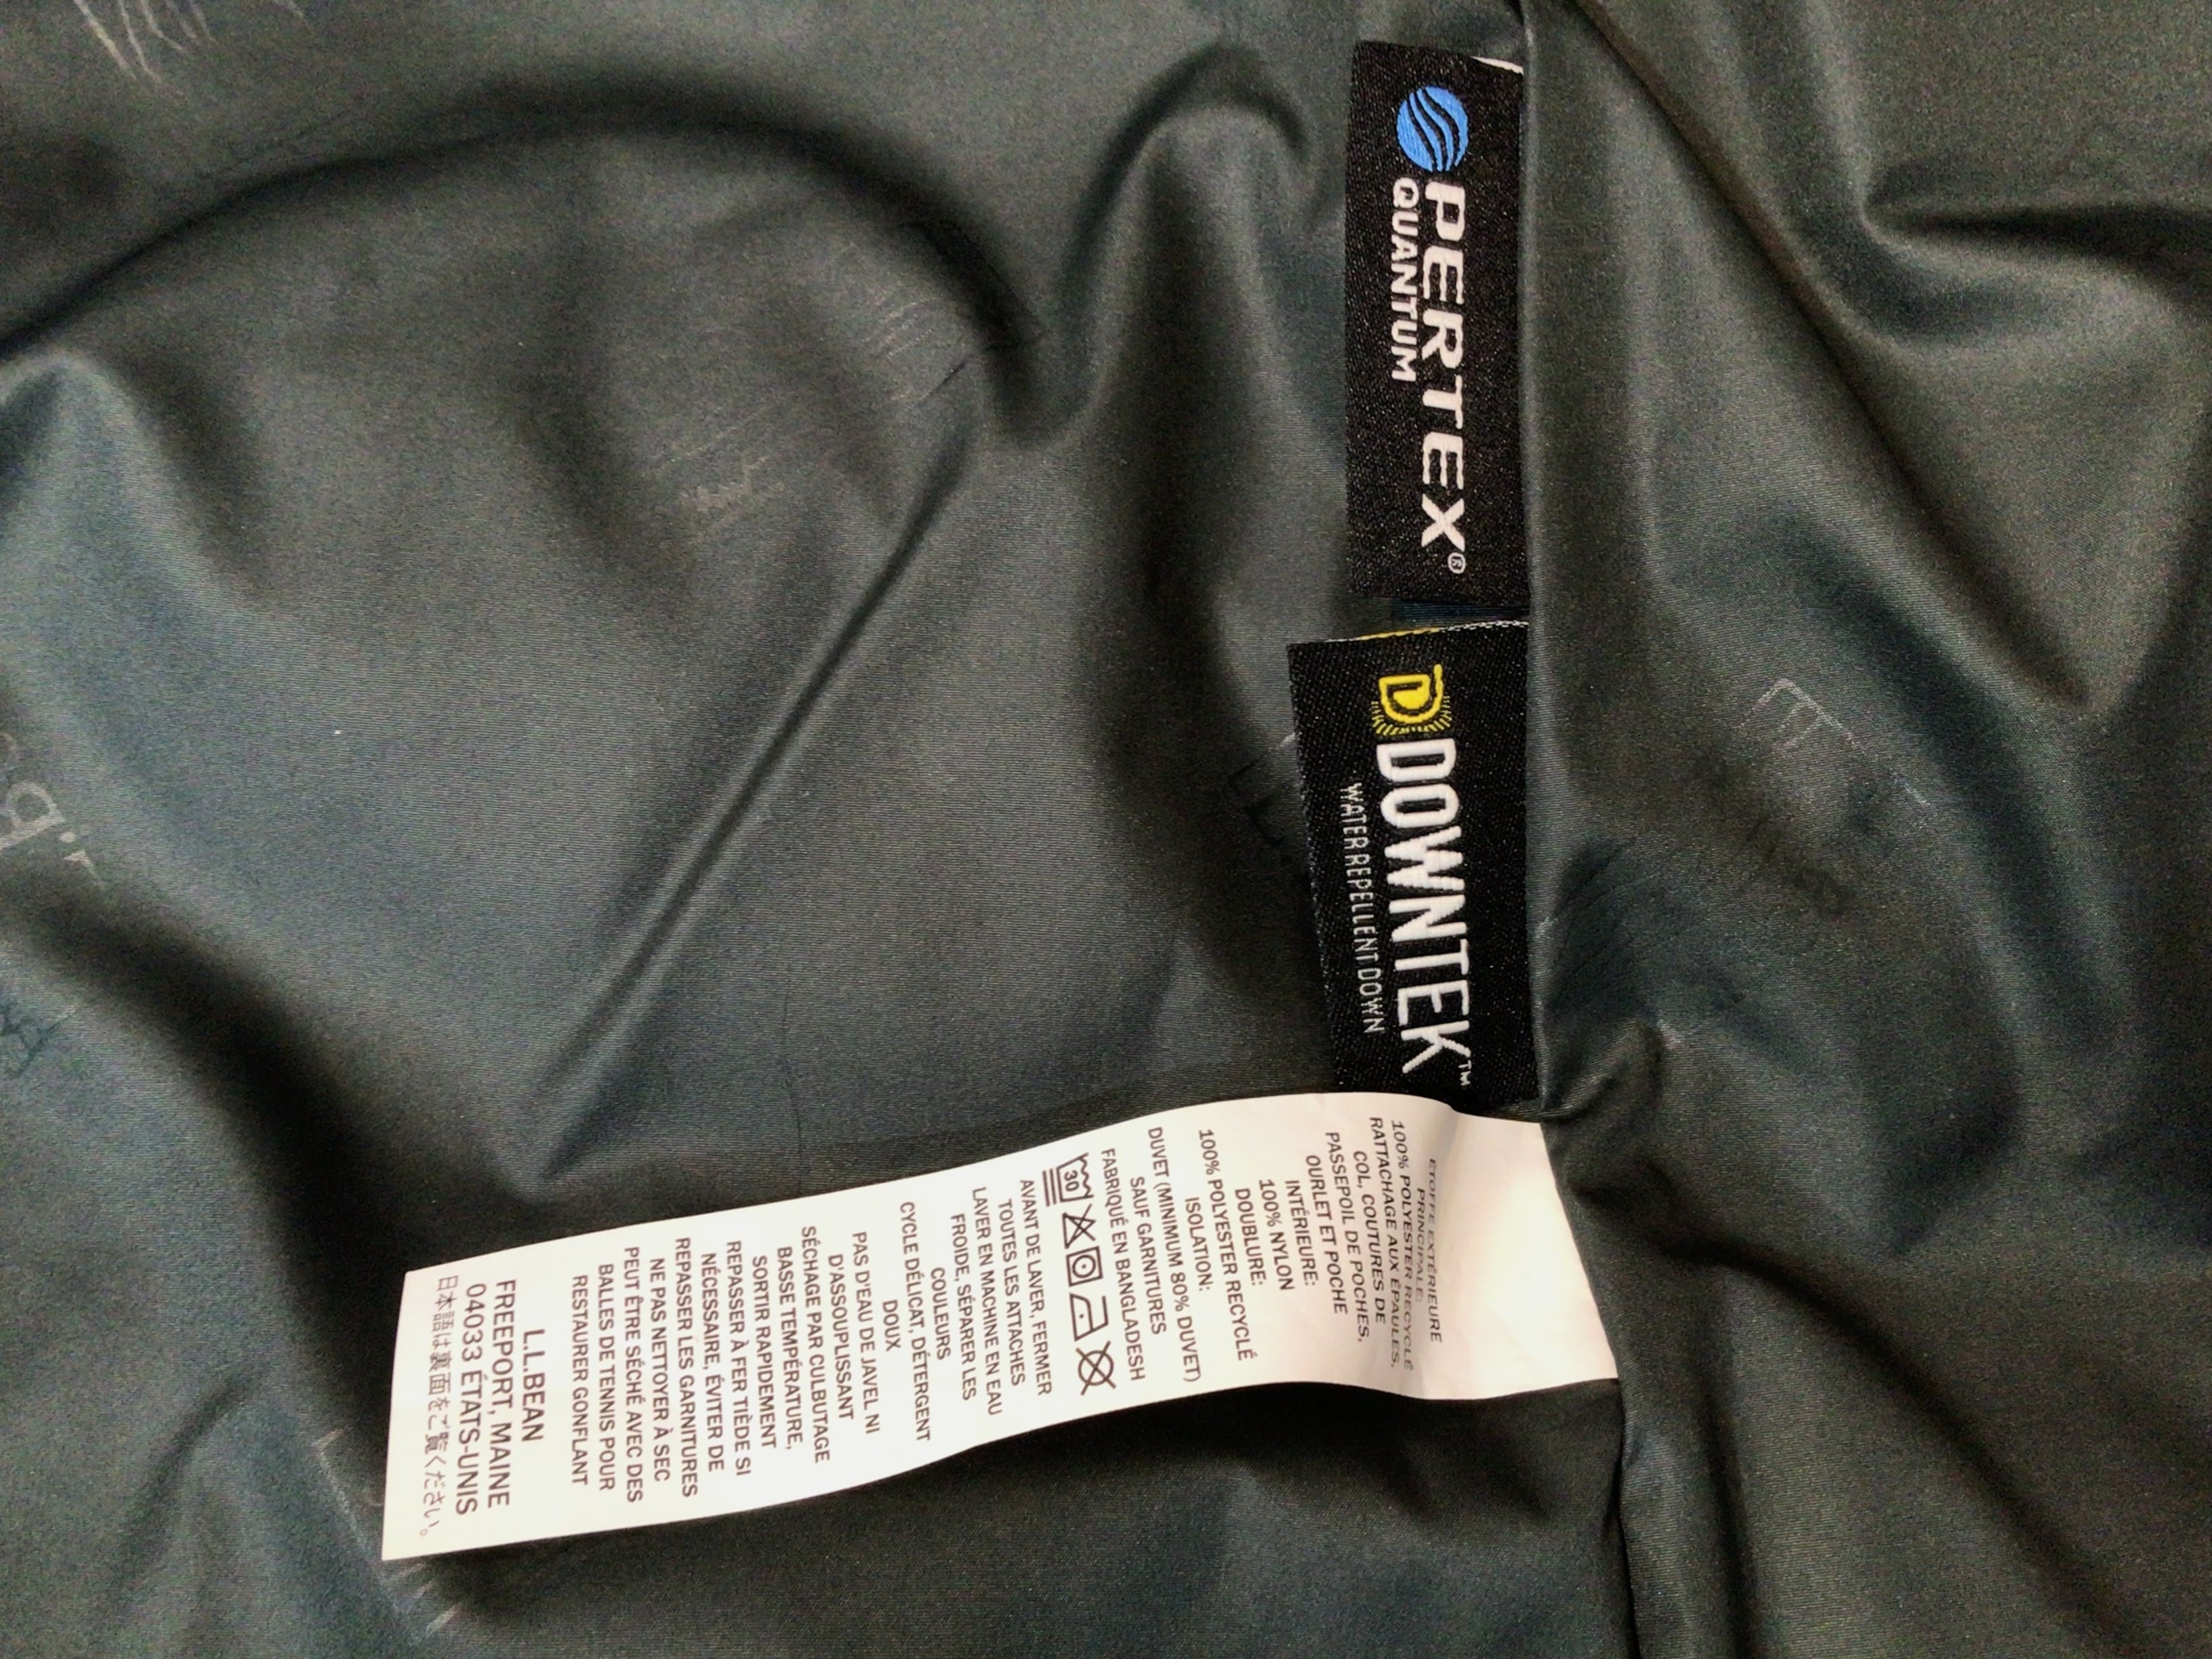 PERTEX®
QUANTUM
D DOWNTEK™
WATER REPELLENT DOWN
ÉTOFFE EXTÉRIEURE
PRINCIPALE:
100% POLYESTER RECYCLÉ
RATTACHAGE AUX ÉPAULES,
COL, COUTURES DE
PASSEPOIL DE POCHES,
OURLET ET POCHE
INTÉRIEURE:
100% NYLON
DOUBLURE:
100% POLYESTER RECYCLÉ
ISOLATION:
DUVET (MINIMUM 80% DUVET)
SAUF GARNITURES
FABRIQUÉ EN BANGLADESH
30
AVANT DE LAVER, FERMER
TOUTES LES ATTACHES
LAVER EN MACHINE EN EAU
FROIDE, SÉPARER LES
COULEURS
CYCLE DÉLICAT, DÉTERGENT
DOUX
PAS D'EAU DE JAVEL NI
D'ASSOUPLISSANT
SÉCHAGE PAR CULBUTAGE
BASSE TEMPÉRATURE,
SORTIR RAPIDEMENT
REPASSER À FER TIÈDE SI
NÉCESSAIRE, ÉVITER DE
REPASSER LES GARNITURES
NE PAS NETTOYER À SEC
PEUT ÊTRE SÉCHÉ AVEC DES
BALLES DE TENNIS POUR
RESTAURER GONFLANT
L.L.BEAN
FREEPORT, MAINE
04033 ÉTATS-UNIS
日本語は裏面をご覧ください。